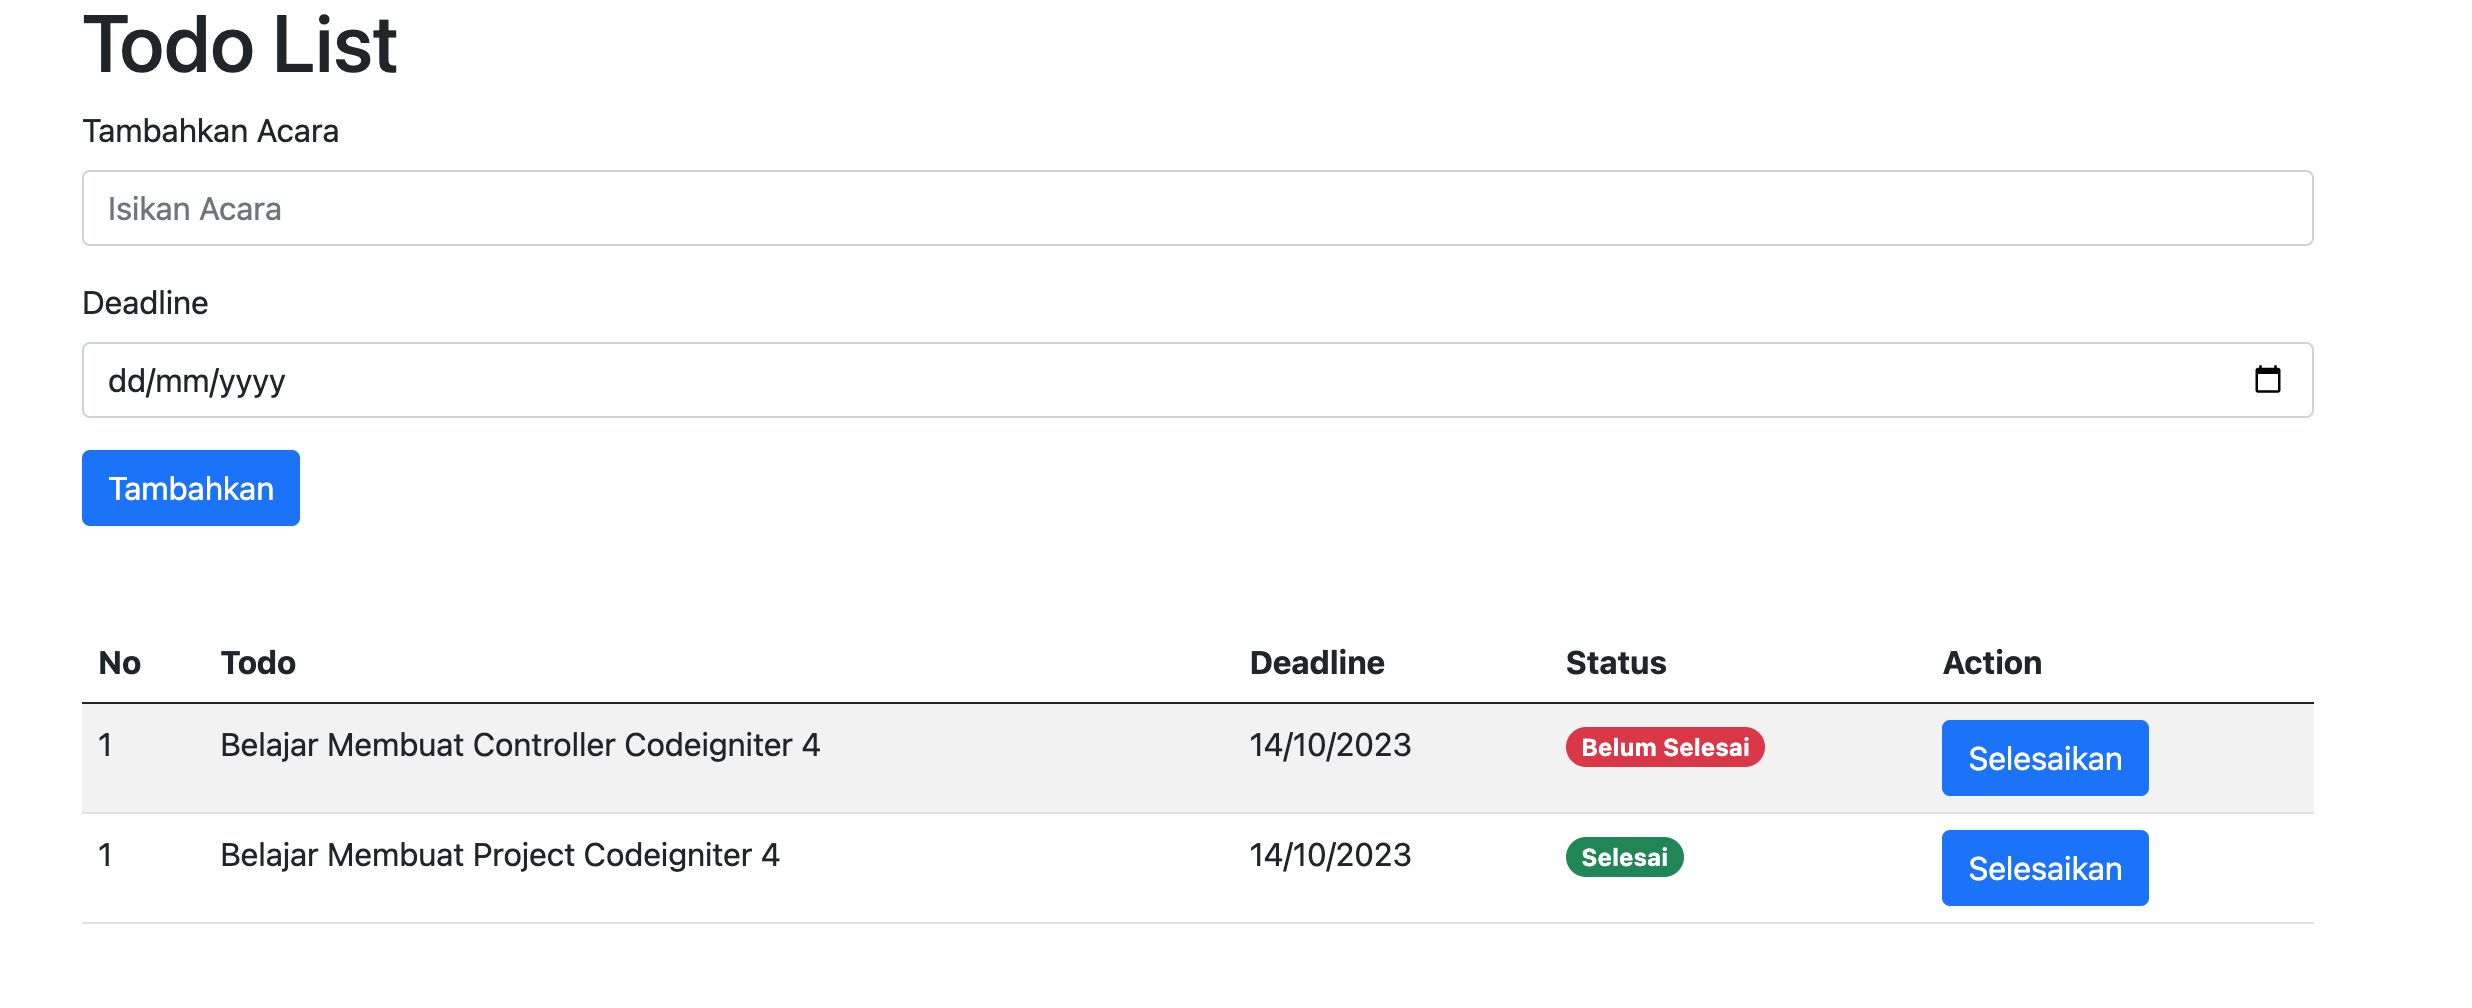 Todo List
Tambahkan Acara
Isikan Acara
Deadline
dd/mm/yyyy
Tambahkan
No Todo Deadline Status Action
1 Belajar Membuat Controller Codeigniter 4 14/10/2023 Belum Selesai Selesaikan
1 Belajar Membuat Project Codeigniter 4 14/10/2023 Selesai Selesaikan